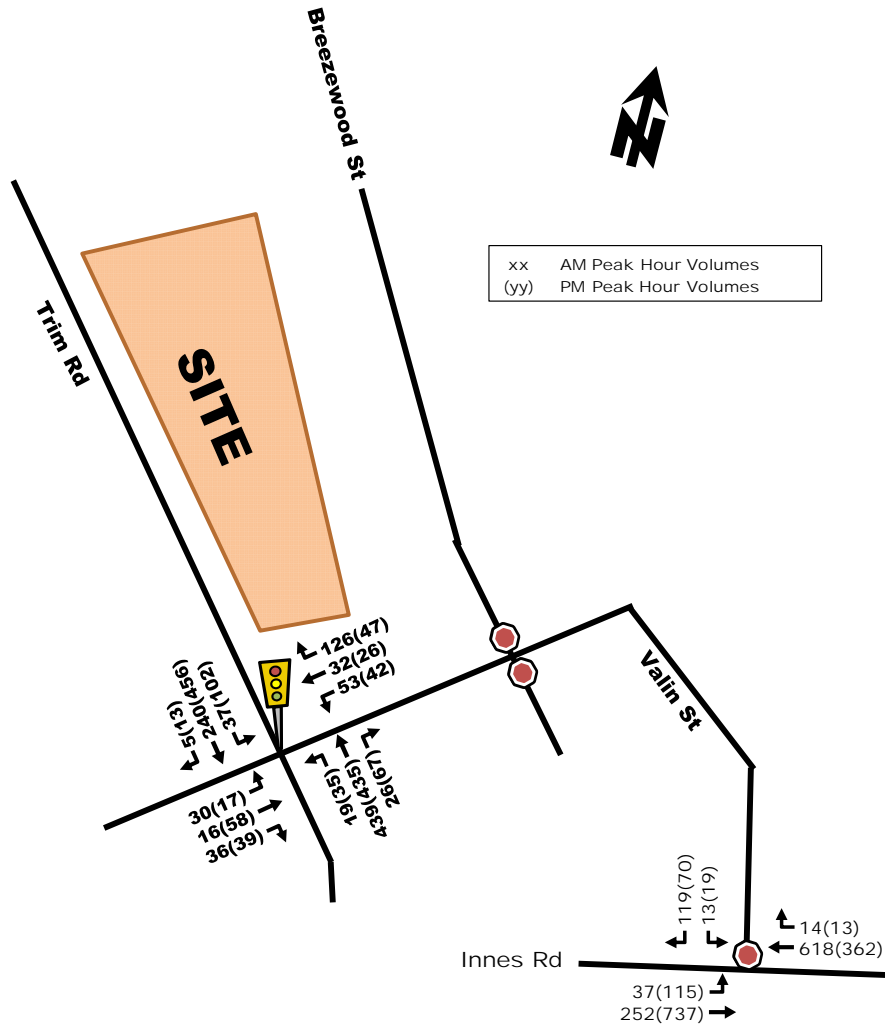 Breezewood St
N
xx AM Peak Hour Volumes
(yy) PM Peak Hour Volumes
Trim Rd
SITE
126(47)
32(26)
53(42)
5(13)
240(456)
37(102)
Valin St
30(17)
16(58)
36(39)
19(35)
439(435)
26(67)
119(70)
13(19)
14(13)
618(362)
Innes Rd
37(115)
252(737)